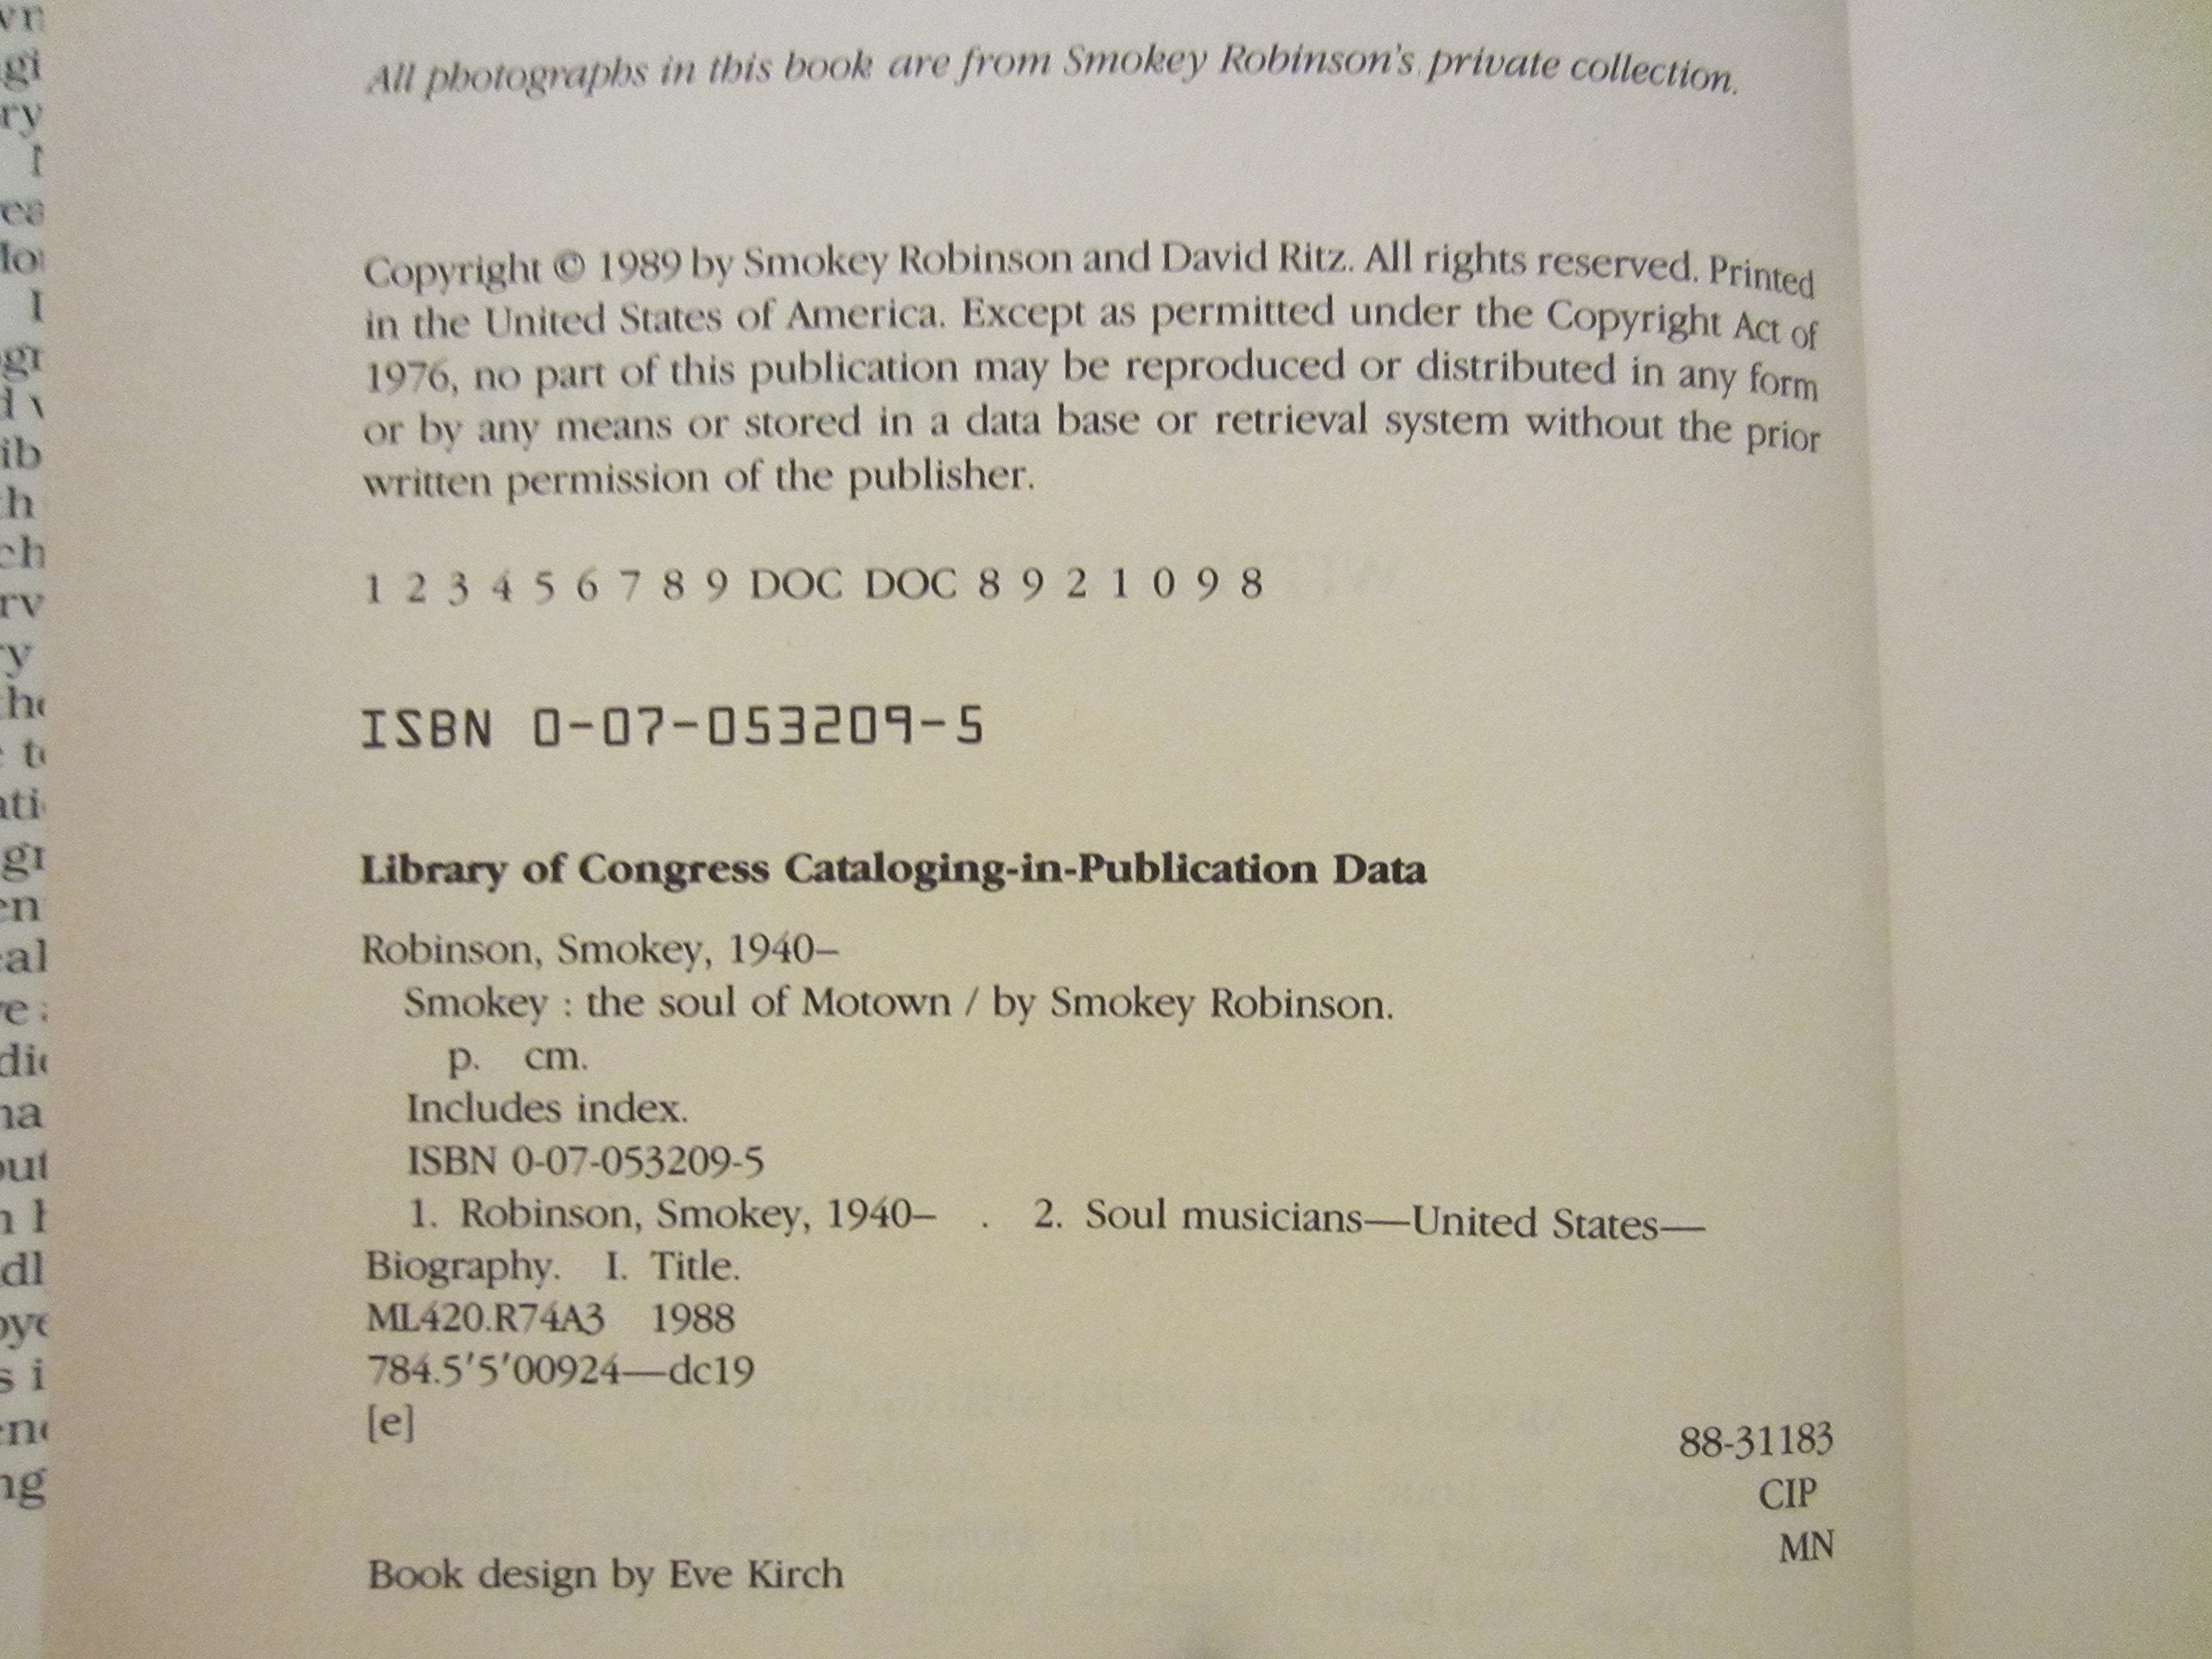 All photographs in this book are from Smokey Robinson's private collection.
Copyright © 1989 by Smokey Robinson and David Ritz. All rights reserved. Printed
in the United States of America. Except as permitted under the Copyright Act of
1976, no part of this publication may be reproduced or distributed in any form
or by any means or stored in a data base or retrieval system without the prior
written permission of the publisher.
1 2 3 4 5 6 7 8 9 DOC DOC 8 9 2 1 0 9 8
ISBN 0-07-053209-5
Library of Congress Cataloging-in-Publication Data
Robinson, Smokey, 1940–
Smokey : the soul of Motown / by Smokey Robinson.
p. cm.
Includes index.
ISBN 0-07-053209-5
1. Robinson, Smokey, 1940– . 2. Soul musicians—United States—
Biography. I. Title.
ML420.R74A3 1988
784.5'5'00924—dc19
[e]
88-31183
CIP
MN
Book design by Eve Kirch